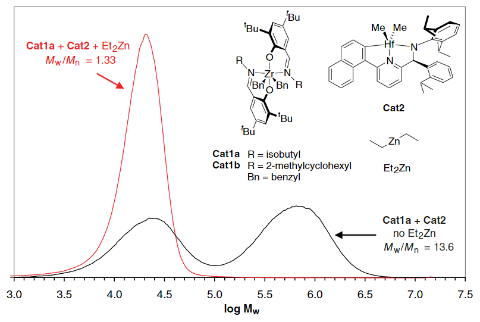 Cat1a + Cat2 + Et₂Zn
Mw/Mn = 1.33
ᵗBu
ᵗBu
R
O
N
Zr
N
Bn
Bn
O
R
ᵗBu
ᵗBu
Me
Me
Hf
N
N
Cat2
Cat1a R = isobutyl
Cat1b R = 2-methylcyclohexyl
Bn = benzyl
Zn
Et₂Zn
Cat1a + Cat2
no Et₂Zn
Mw/Mn = 13.6
3.0 3.5 4.0 4.5 5.0 5.5 6.0 6.5 7.0 7.5
log Mw